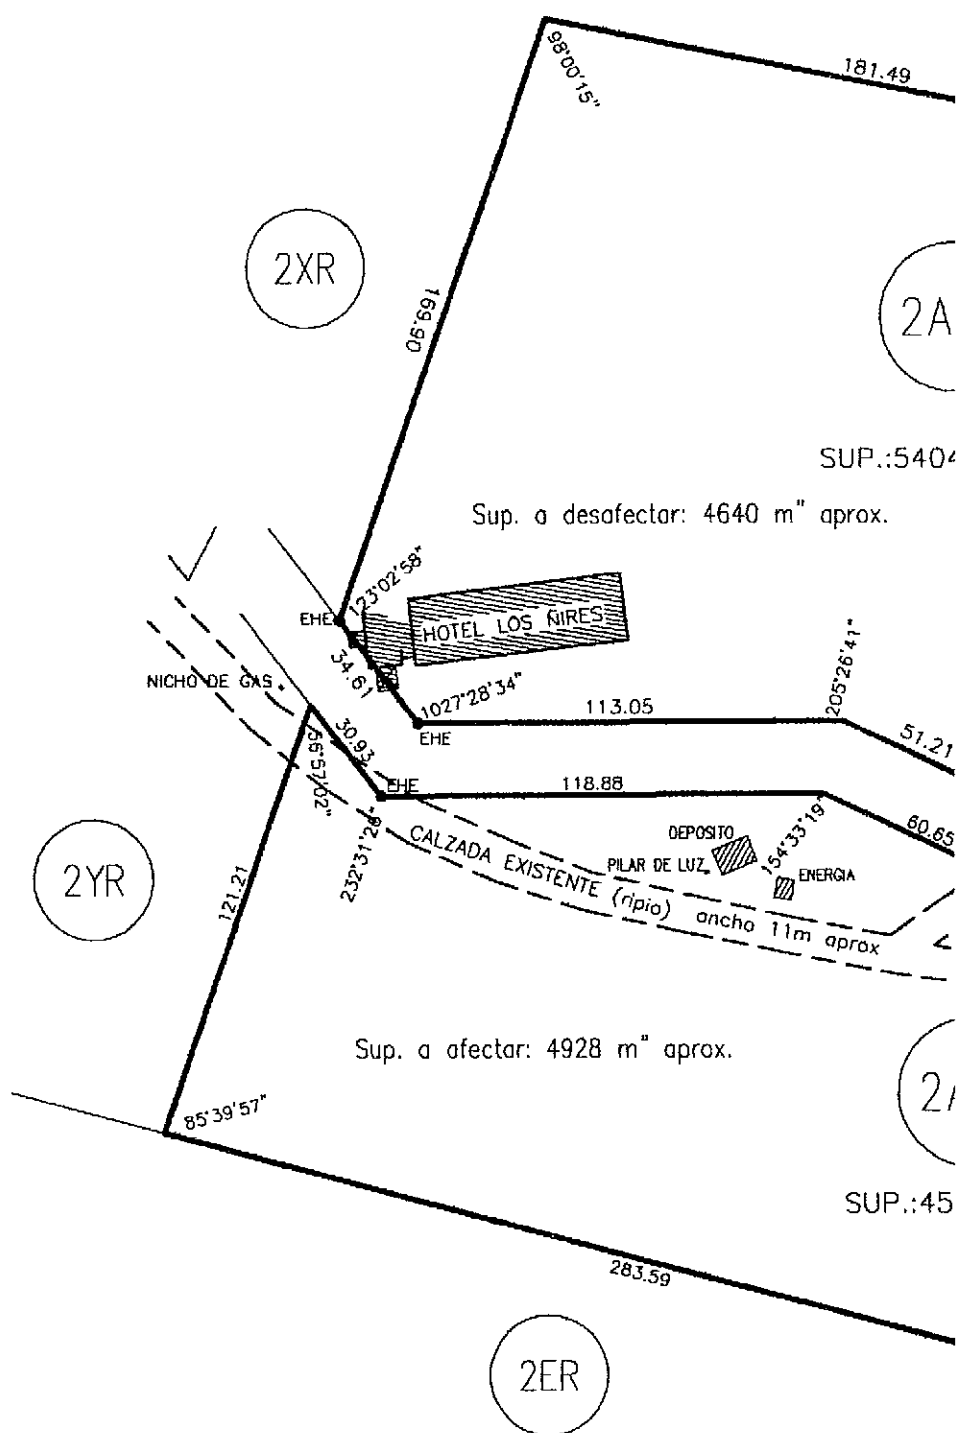 98°00'15"
181.49
2XR
169.90
2A
SUP.:5404
Sup. a desafectar: 4640 m" aprox.
123°02'58"
EHE
HOTEL LOS ÑIRES
34.61
NICHO DE GAS
1027°28'34"
EHE
113.05
205°26'41"
51.21
30.93
56°57'02"
EHE
118.88
60.65
232°31'26"
CALZADA EXISTENTE (ripio) ancho 11m aprox
DEPOSITO
PILAR DE LUZ
154°33'19"
ENERGIA
2YR
121.21
Sup. a afectar: 4928 m" aprox.
85°39'57"
2A
SUP.:45
283.59
2ER